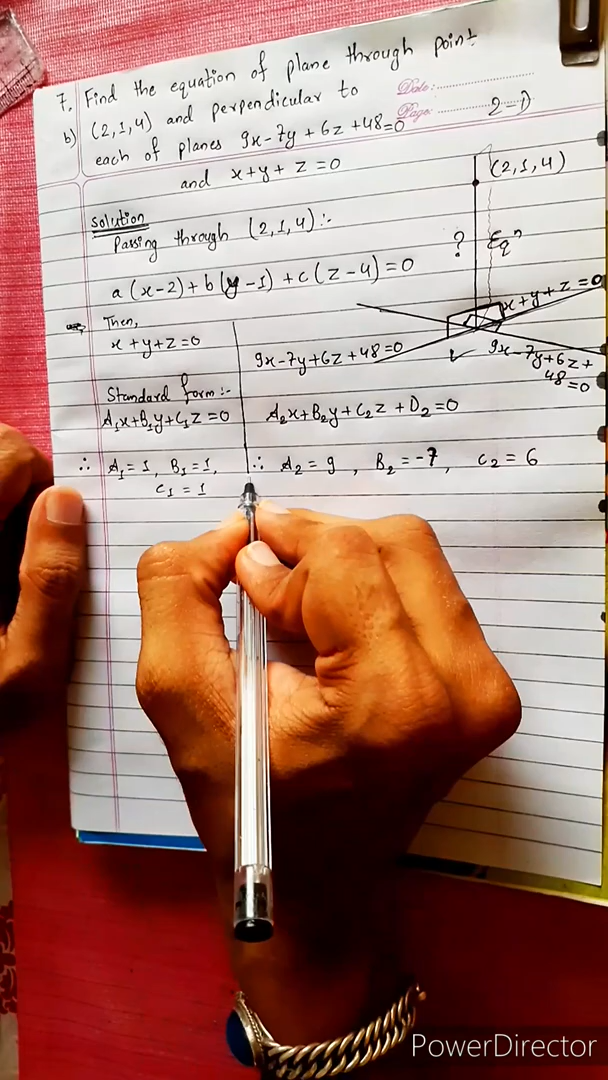 7. Find the equation of plane through point
b) (2,1,4) and perpendicular to
Date:
Page:
2-D
each of planes 9x-7y+6z+48=0
and x+y+z=0
Solution
Passing through (2,1,4):-
a(x-2)+b(y-1)+c(z-4)=0
(2,1,4)
? Eqⁿ
x+y+z=0
9x-7y+6z+
48=0
Then,
x+y+z=0
9x-7y+6z+48=0
Standard form:-
A₁x+B₁y+C₁z=0
A₂x+B₂y+C₂z+D₂=0
∴ A₁=1, B₁=1,
C₁=1
∴ A₂=9, B₂=-7, C₂=6
PowerDirector